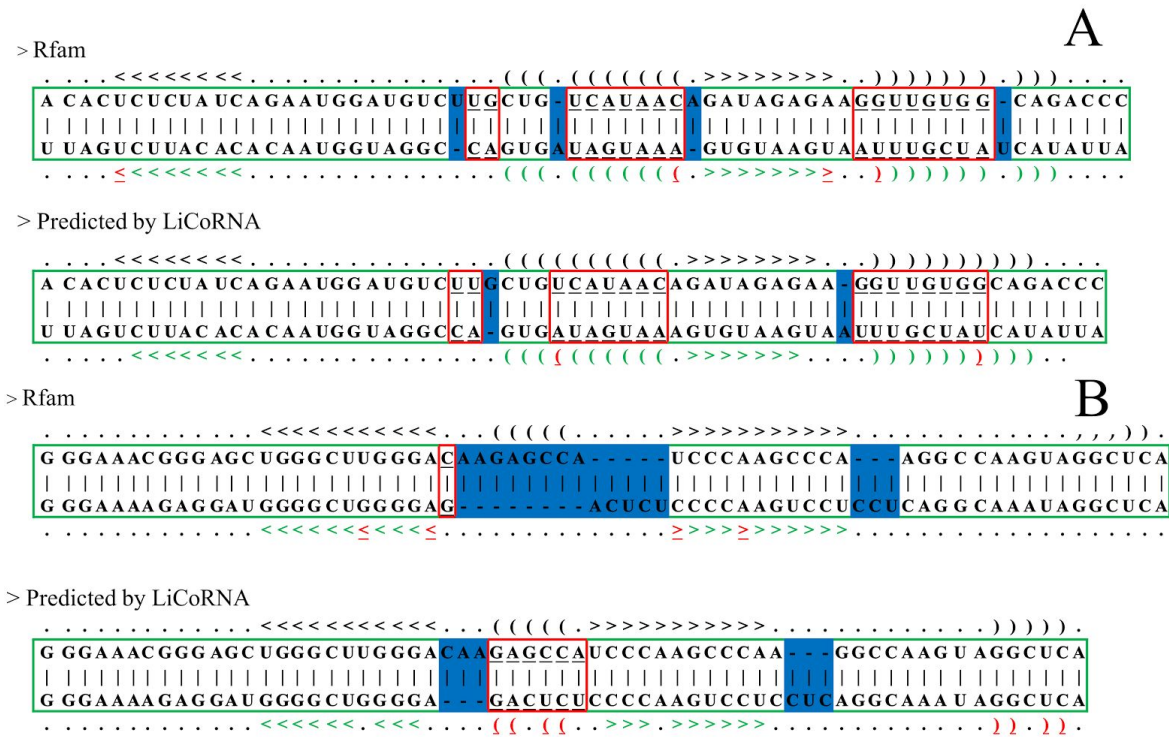 A
> Rfam
. . . . < < < < < < < < . . . . . . . . . . . . . . . ( ( ( . ( ( ( ( ( ( ( . > > > > > > > > . . ) ) ) ) ) ) ) . ) ) ) . . . .
A C A C U C U C U A U C A G A A U G G A U G U C U U G C U G - U C A U A A C A G A U A G A G A A G G U U G U G G - C A G A C C C
U U A G U C U U A C A C A C A A U G G U A G G C - C A G U G A U A G U A A A - G U G U A A G U A A U U U G C U A U C A U A U U A
. . . . < < < < < < < < . . . . . . . . . . . . . . . ( ( ( . ( ( ( ( ( ( ( . > > > > > > > > . . ) ) ) ) ) ) ) . ) ) ) . . . .
> Predicted by LiCoRNA
. . . . < < < < < < < < . . . . . . . . . . . . . . . ( ( ( ( ( ( ( ( ( ( . > > > > > > > > . . . ) ) ) ) ) ) ) ) ) ) . . . .
A C A C U C U C U A U C A G A A U G G A U G U C U U G C U G U C A U A A C A G A U A G A G A A - G G U U G U G G C A G A C C C
U U A G U C U U A C A C A C A A U G G U A G G C C A - G U G A U A G U A A A G U G U A A G U A A U U U G C U A U C A U A U U A
. . . . . < < < < < < < . . . . . . . . . . . . . . . ( ( ( ( ( ( ( ( ( ( . > > > > > > > . . . . ) ) ) ) ) ) ) ) ) ) . .
B
> Rfam
. . . . . . . . . . . . . < < < < < < < < < < < . . . ( ( ( ( ( . . . . . . > > > > > > > > > > > . . . . . . . . . . . . . , , , ) ) .
G G G A A A C G G G A G C U G G G C U U G G G A C A A G A G C C A - - - - - U C C C A A G C C C A - - - A G G C C A A G U A G G C U C A
G G G A A A A G A G G A U G G G G C U G G G G A G - - - - - - - - A C U C U C C C C A A G U C C U C C U C A G G C A A A U A G G C U C A
. . . . . . . . . . . . . < < < < < < < < < < < . . . . . . . . . . . . . . > > > > > > > > > > > . . . . . . . . . . . . . . . . . . .
> Predicted by LiCoRNA
. . . . . . . . . . . . . < < < < < < < < < < < . . . ( ( ( ( ( . > > > > > > > > > > > . . . . . . . . . . . . . ) ) ) ) ) .
G G G A A A C G G G A G C U G G G C U U G G G A C A A G A G C C A U C C C A A G C C C A A - - - G G C C A A G U A G G C U C A
G G G A A A A G A G G A U G G G G C U G G G G A - - - G A C U C U C C C C A A G U C C U C C U C A G G C A A A U A G G C U C A
. . . . . . . . . . . . . < < < < < < . < < < . . . . ( ( . ( ( . . > > > . > > > > > > . . . . . . . . . . . . . ) ) . ) ) .